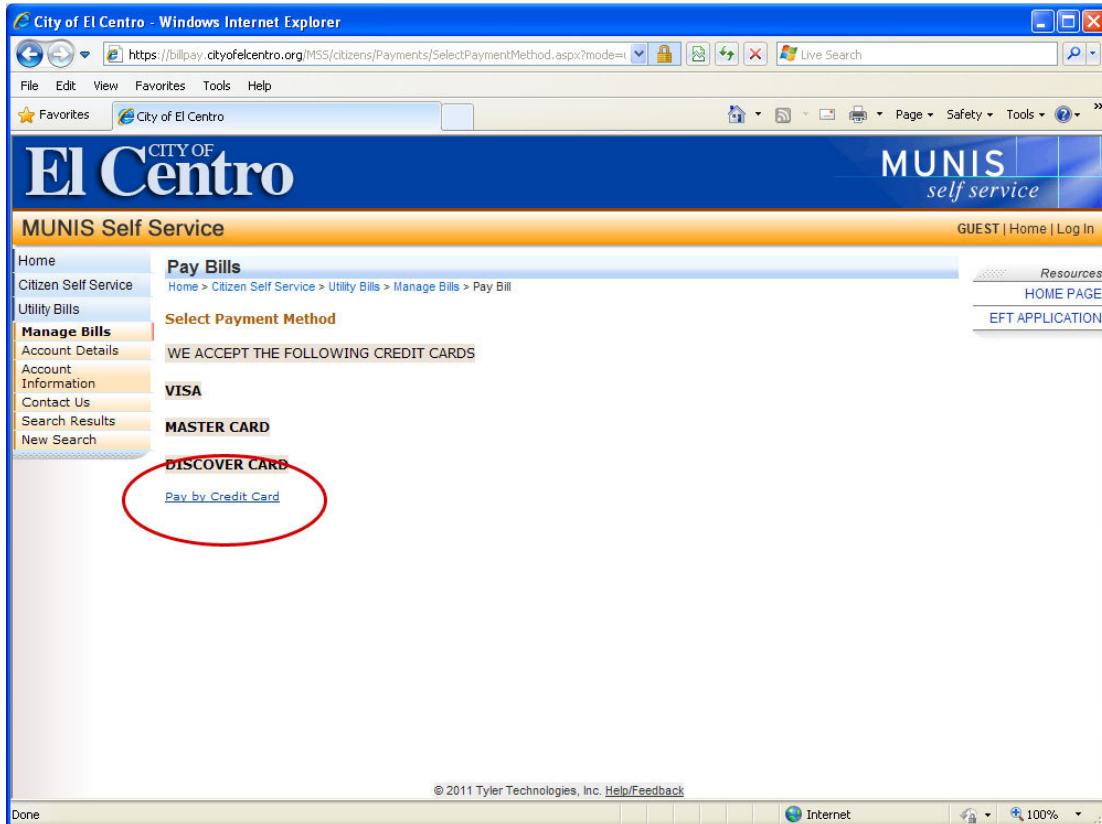 City of El Centro - Windows Internet Explorer
https://billpay.cityofelcentro.org/MSS/citizens/Payments/SelectPaymentMethod.aspx?mode=
Live Search
File Edit View Favorites Tools Help
Favorites
City of El Centro
Page Safety Tools
CITY OF
El Centro
MUNIS
self service
MUNIS Self Service
GUEST | Home | Log In
Home
Citizen Self Service
Utility Bills
Manage Bills
Account Details
Account
Information
Contact Us
Search Results
New Search
Pay Bills
Home > Citizen Self Service > Utility Bills > Manage Bills > Pay Bill
Select Payment Method
WE ACCEPT THE FOLLOWING CREDIT CARDS
VISA
MASTER CARD
DISCOVER CARD
Pay by Credit Card
Resources
HOME PAGE
EFT APPLICATION
© 2011 Tyler Technologies, Inc. Help/Feedback
Done
Internet
100%